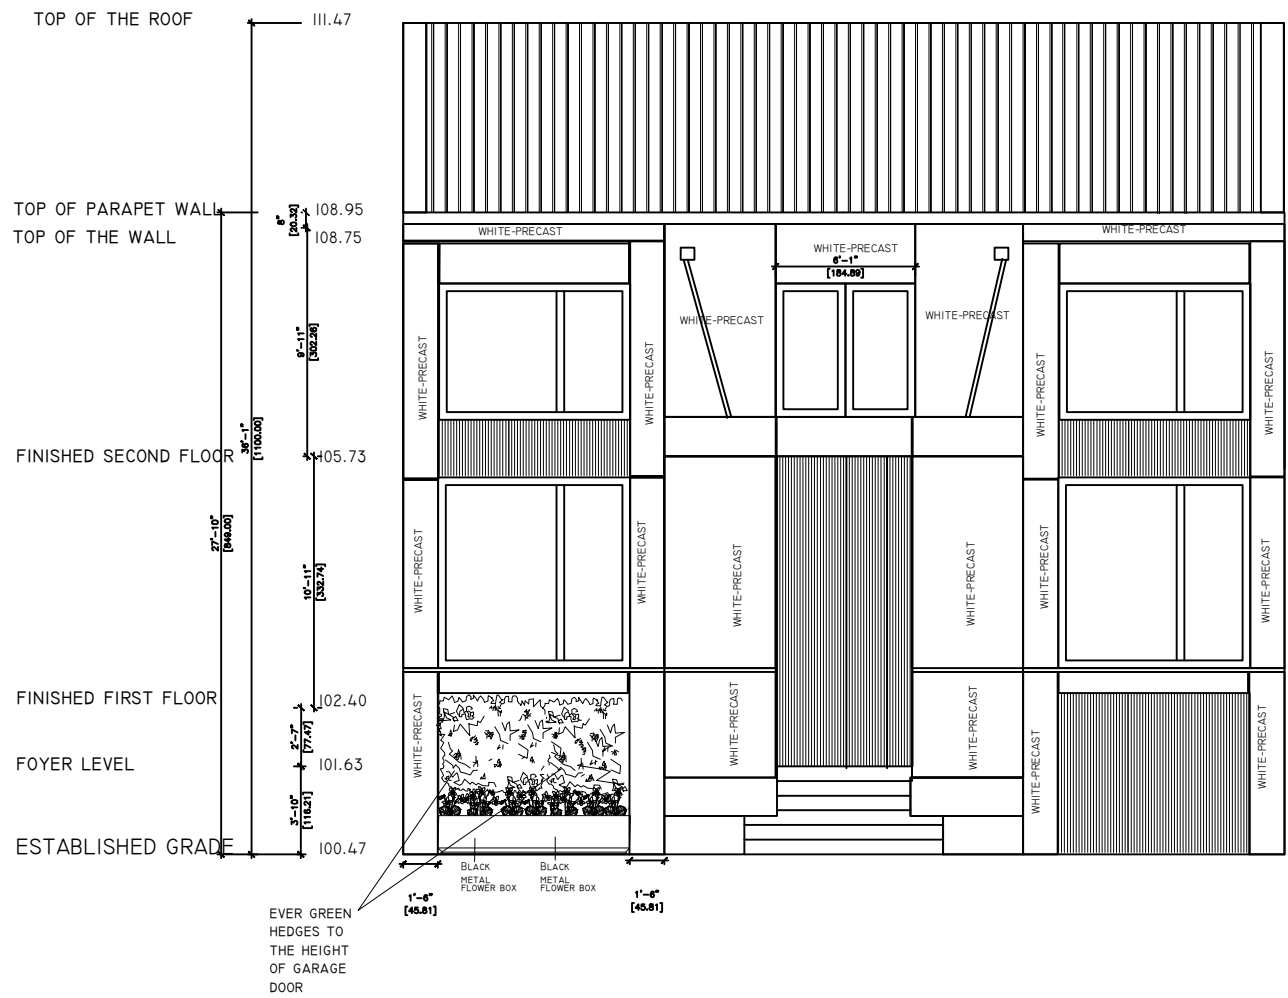 TOP OF THE ROOF
111.47
TOP OF PARAPET WALL
108.95
8"
[20.32]
TOP OF THE WALL
108.75
WHITE-PRECAST
WHITE-PRECAST
6'-1"
[184.89]
WHITE-PRECAST
WHITE-PRECAST
WHITE-PRECAST
9'-11"
[302.26]
WHITE-PRECAST
WHITE-PRECAST
WHITE-PRECAST
WHITE-PRECAST
36'-1"
[1100.00]
FINISHED SECOND FLOOR
105.73
27'-10"
[849.00]
10'-11"
[332.74]
WHITE-PRECAST
WHITE-PRECAST
WHITE-PRECAST
WHITE-PRECAST
WHITE-PRECAST
WHITE-PRECAST
FINISHED FIRST FLOOR
102.40
2'-7"
[77.47]
WHITE-PRECAST
WHITE-PRECAST
WHITE-PRECAST
WHITE-PRECAST
WHITE-PRECAST
FOYER LEVEL
101.63
3'-10"
[116.21]
ESTABLISHED GRADE
100.47
BLACK
METAL
FLOWER BOX
BLACK
METAL
FLOWER BOX
1'-6"
[45.81]
1'-6"
[45.81]
EVER GREEN
HEDGES TO
THE HEIGHT
OF GARAGE
DOOR